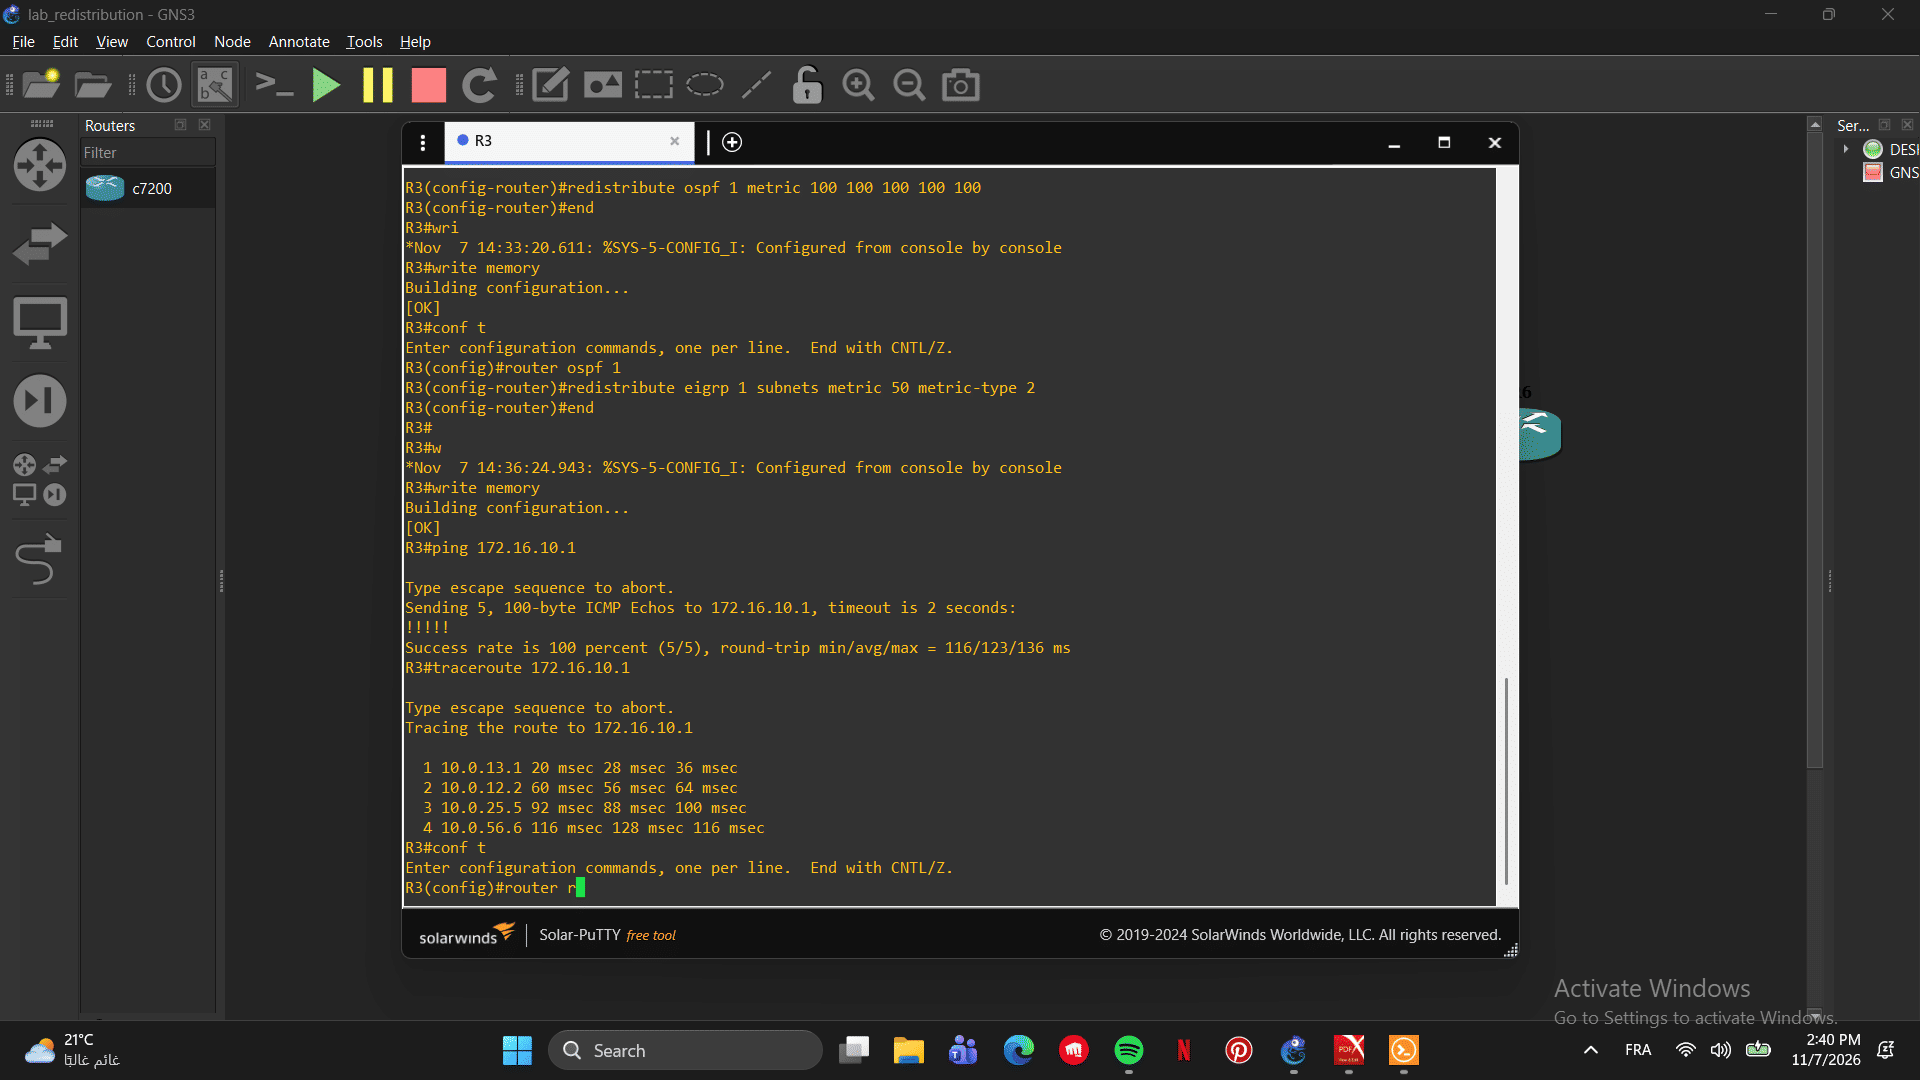 lab_redistribution - GNS3
File Edit View Control Node Annotate Tools Help
Routers
Filter
c7200
R3
R3(config-router)#redistribute ospf 1 metric 100 100 100 100 100
R3(config-router)#end
R3#wri
*Nov  7 14:33:20.611: %SYS-5-CONFIG_I: Configured from console by console
R3#write memory
Building configuration...
[OK]
R3#conf t
Enter configuration commands, one per line.  End with CNTL/Z.
R3(config)#router ospf 1
R3(config-router)#redistribute eigrp 1 subnets metric 50 metric-type 2
R3(config-router)#end
R3#
R3#w
*Nov  7 14:36:24.943: %SYS-5-CONFIG_I: Configured from console by console
R3#write memory
Building configuration...
[OK]
R3#ping 172.16.10.1
Type escape sequence to abort.
Sending 5, 100-byte ICMP Echos to 172.16.10.1, timeout is 2 seconds:
!!!!!
Success rate is 100 percent (5/5), round-trip min/avg/max = 116/123/136 ms
R3#traceroute 172.16.10.1
Type escape sequence to abort.
Tracing the route to 172.16.10.1
1 10.0.13.1 20 msec 28 msec 36 msec
2 10.0.12.2 60 msec 56 msec 64 msec
3 10.0.25.5 92 msec 88 msec 100 msec
4 10.0.56.6 116 msec 128 msec 116 msec
R3#conf t
Enter configuration commands, one per line.  End with CNTL/Z.
R3(config)#router r
solarwinds
Solar-PuTTY free tool
© 2019-2024 SolarWinds Worldwide, LLC. All rights reserved.
6
Ser...
DESI
GNS
Activate Windows
Go to Settings to activate Windows.
21°C
غائم غالبًا
Search
FRA
2:40 PM
11/7/2026